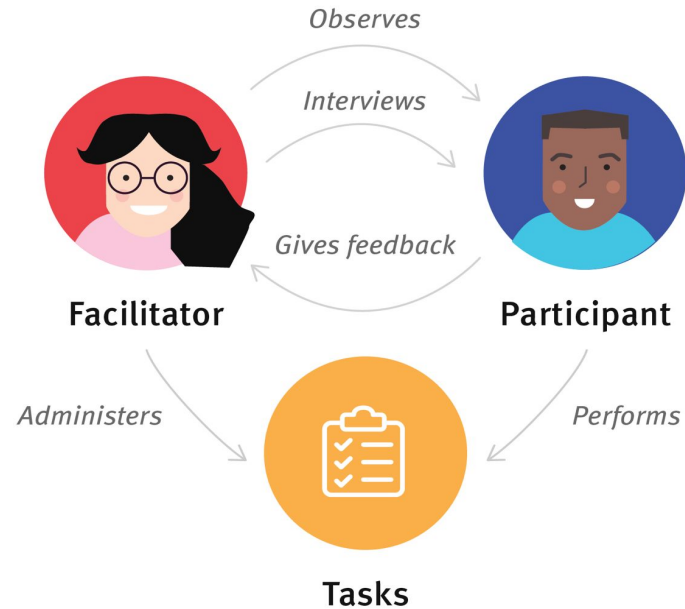 Observes
Interviews
Gives feedback
Facilitator
Participant
Administers
Performs
Tasks